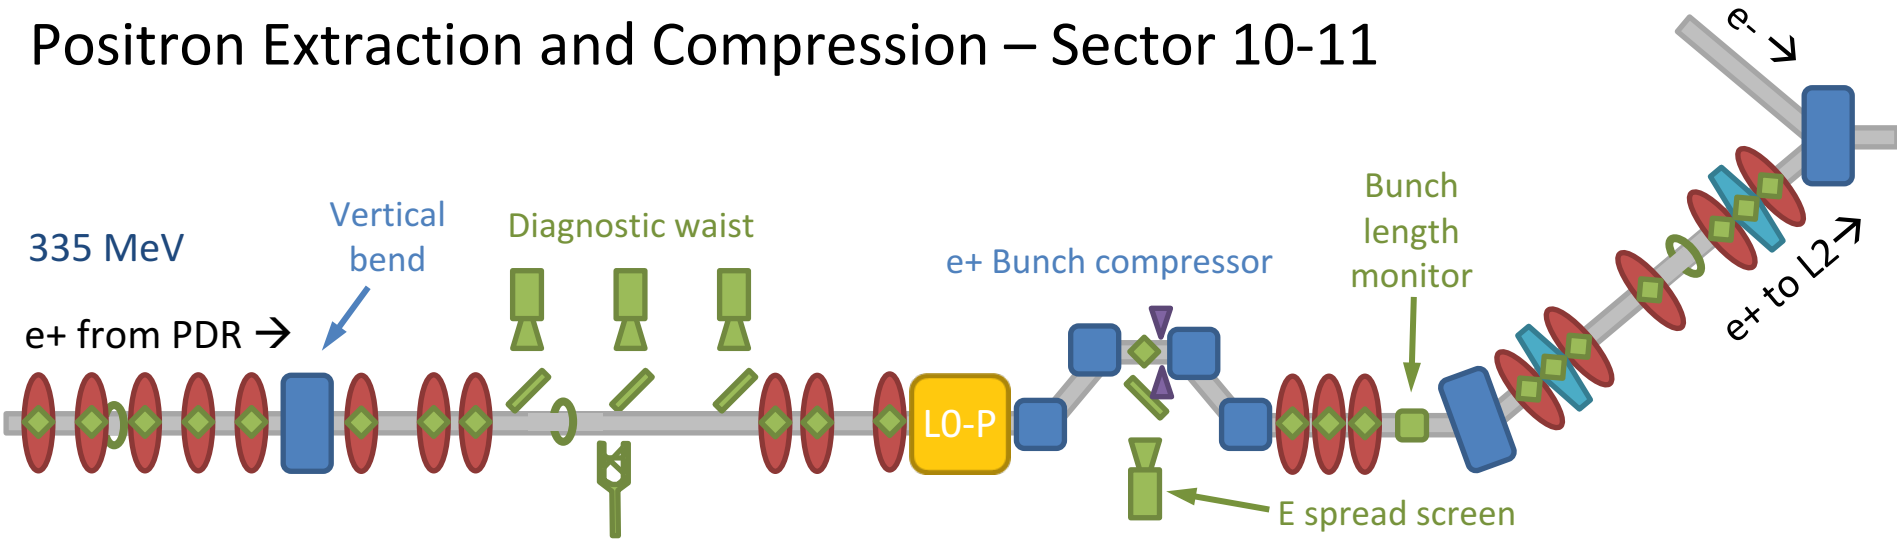 Positron Extraction and Compression – Sector 10-11
e- →
335 MeV
Vertical
bend
Diagnostic waist
e+ Bunch compressor
Bunch
length
monitor
e+ to L2→
e+ from PDR →
L0-P
E spread screen